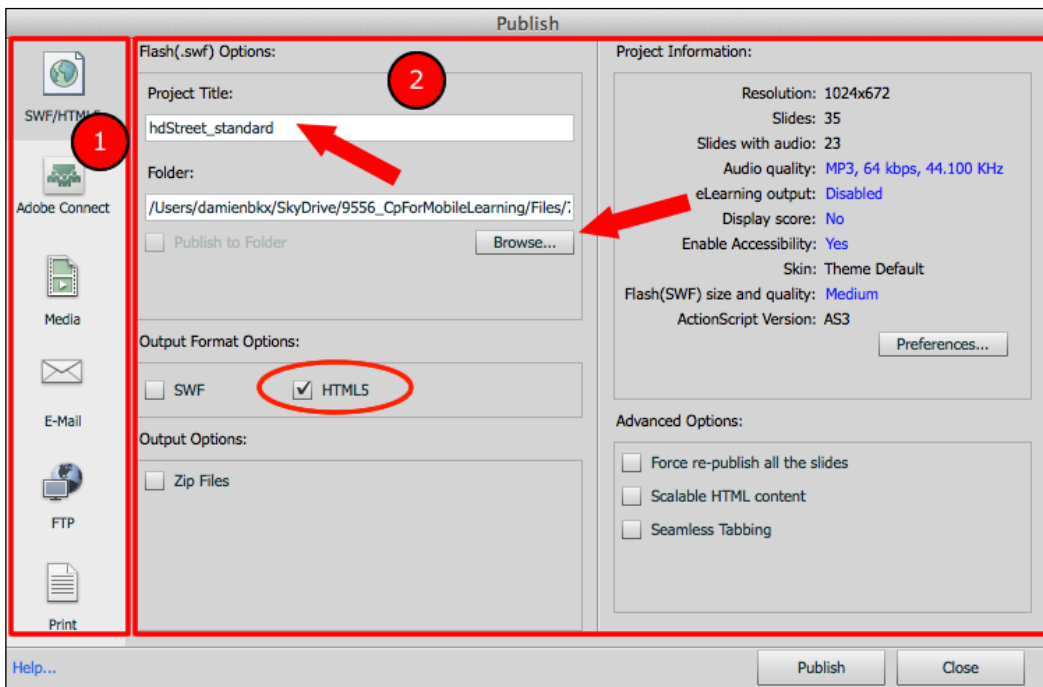 Publish
SWF/HTML5
1
Adobe Connect
Media
E-Mail
FTP
Print
Flash(.swf) Options:
2
Project Title:
hdStreet_standard
Folder:
/Users/damienbkx/SkyDrive/9556_CpForMobileLearning/Files/
Publish to Folder
Browse...
Output Format Options:
SWF
HTML5
Output Options:
Zip Files
Project Information:
Resolution: 1024x672
Slides: 35
Slides with audio: 23
Audio quality: MP3, 64 kbps, 44.100 KHz
eLearning output: Disabled
Display score: No
Enable Accessibility: Yes
Skin: Theme Default
Flash(SWF) size and quality: Medium
ActionScript Version: AS3
Preferences...
Advanced Options:
Force re-publish all the slides
Scalable HTML content
Seamless Tabbing
Help...
Publish
Close